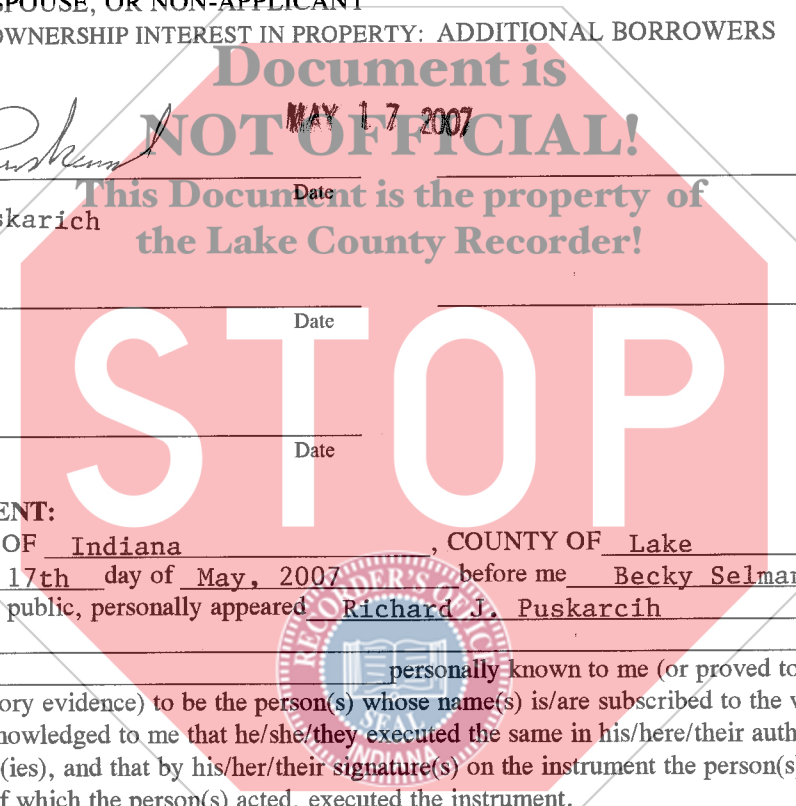 SPOUSE, OR NON-APPLICANT
OWNERSHIP INTEREST IN PROPERTY: ADDITIONAL BORROWERS
Document is
MAY 17 2007
NOT OFFICIAL!
This Document is the property of
Date
skarich
the Lake County Recorder!
Date
STOP
Date
ENT:
OF Indiana, COUNTY OF Lake
17th day of May, 2007 before me Becky Selman
public, personally appeared Richard J. Puskarcih
RECORDER'S OFFICE
personally known to me (or proved to
ory evidence) to be the person(s) whose name(s) is/are subscribed to the
SEAL
nowledged to me that he/she/they executed the same in his/here/their auth
INDIANA
(ies), and that by his/her/their signature(s) on the instrument the person(s)
f which the person(s) acted, executed the instrument.